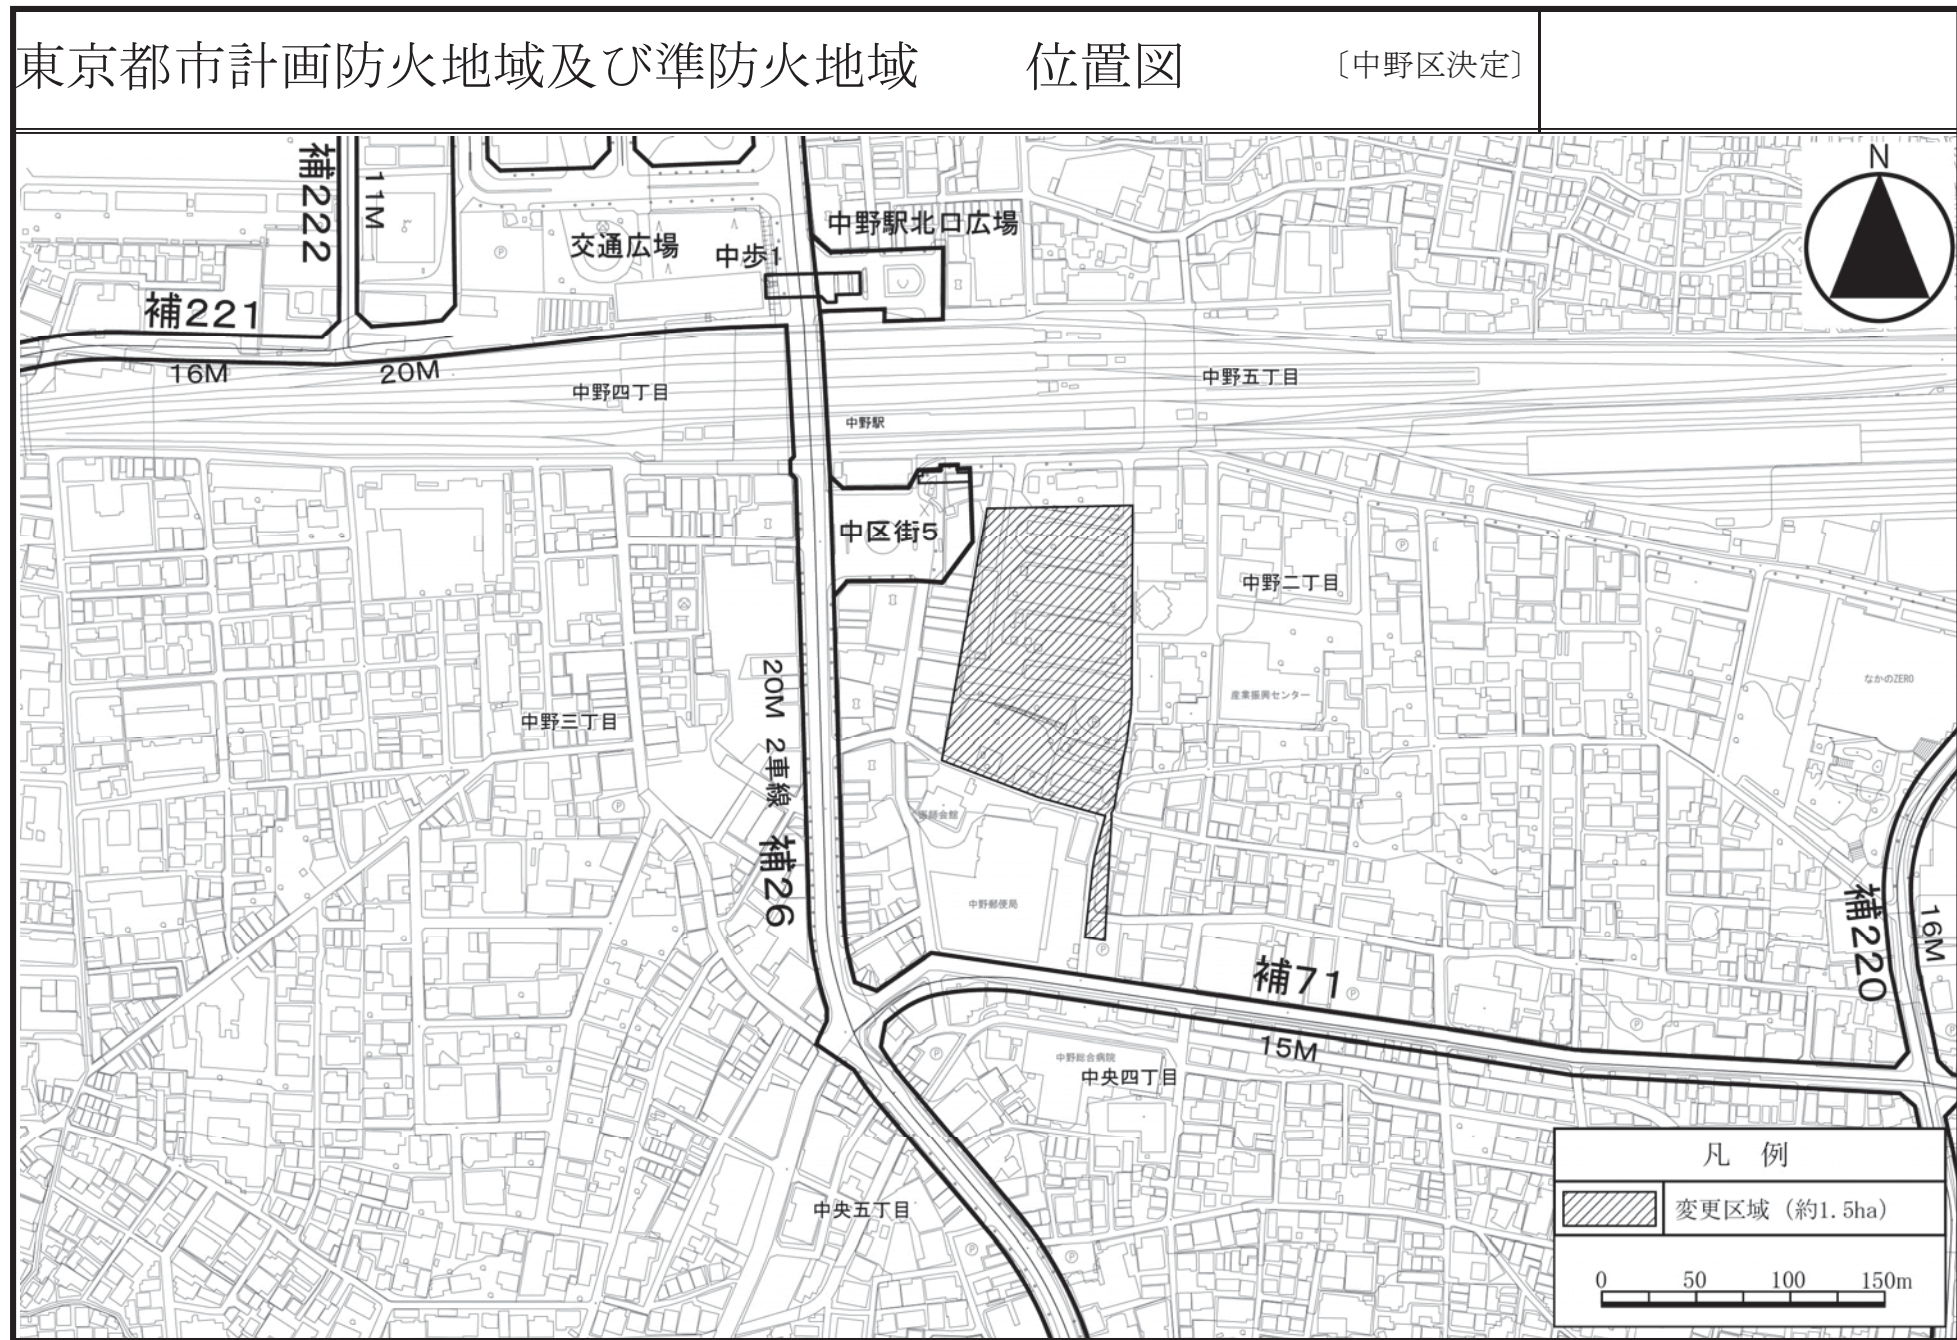 東京都市計画防火地域及び準防火地域 位置図 〔中野区決定〕
N
補222
11M
交通広場
中歩1
中野駅北口広場
補221
16M
20M
中野四丁目
中野五丁目
中野駅
中区街5
中野二丁目
産業振興センター
なかのZERO
中野三丁目
20M 2車線 補26
医師会館
中野郵便局
補71
15M
補220
16M
中野総合病院
中央四丁目
中央五丁目
凡 例
変更区域（約1.5ha）
0 50 100 150m